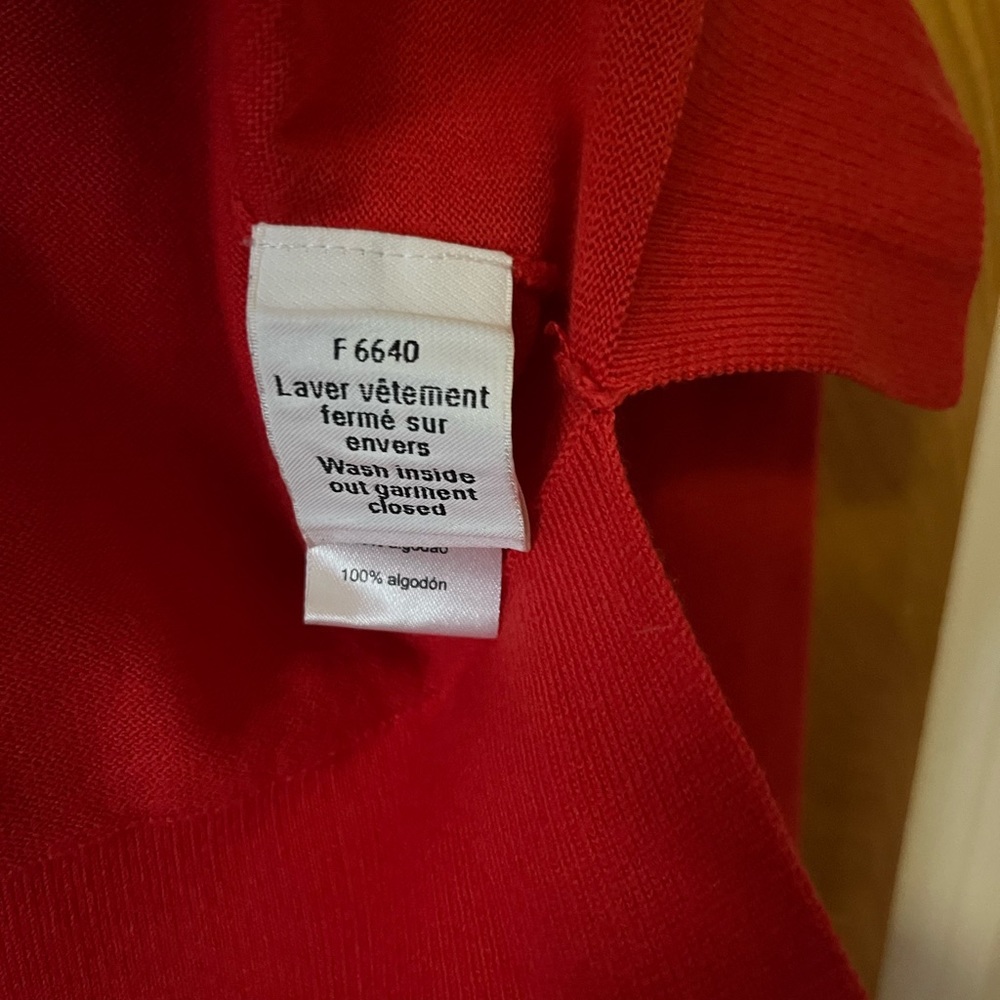 F 6640
Laver vêtement
fermé sur
envers
Wash inside
out garment
closed
100% algodón